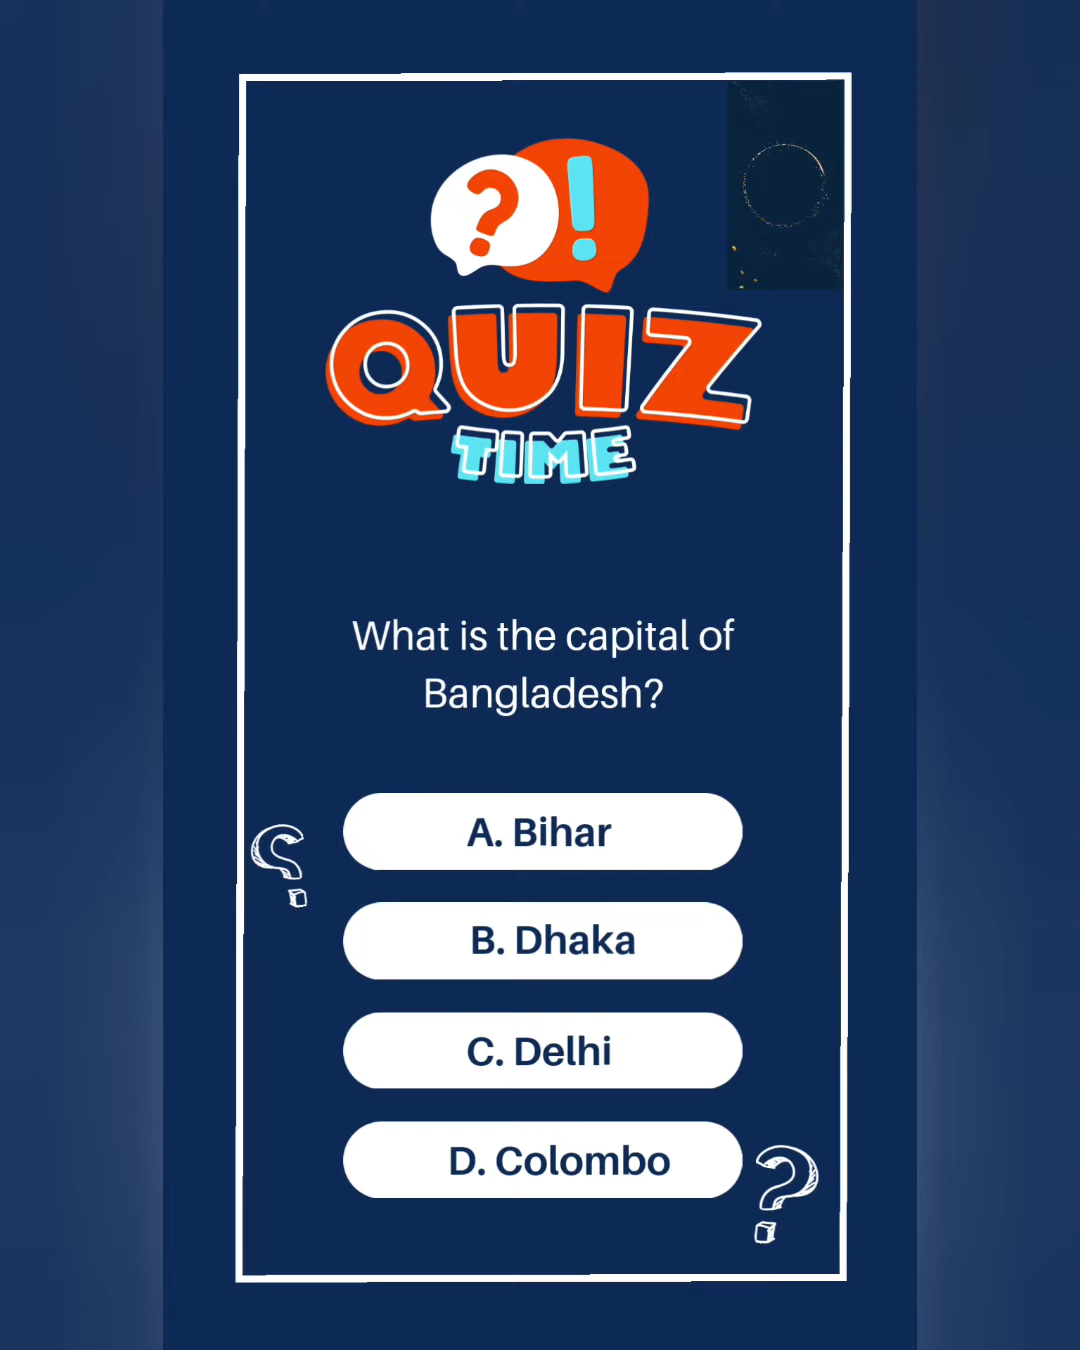 ?!
QUIZ
TIME
What is the capital of
Bangladesh?
A. Bihar
B. Dhaka
C. Delhi
D. Colombo
?
?